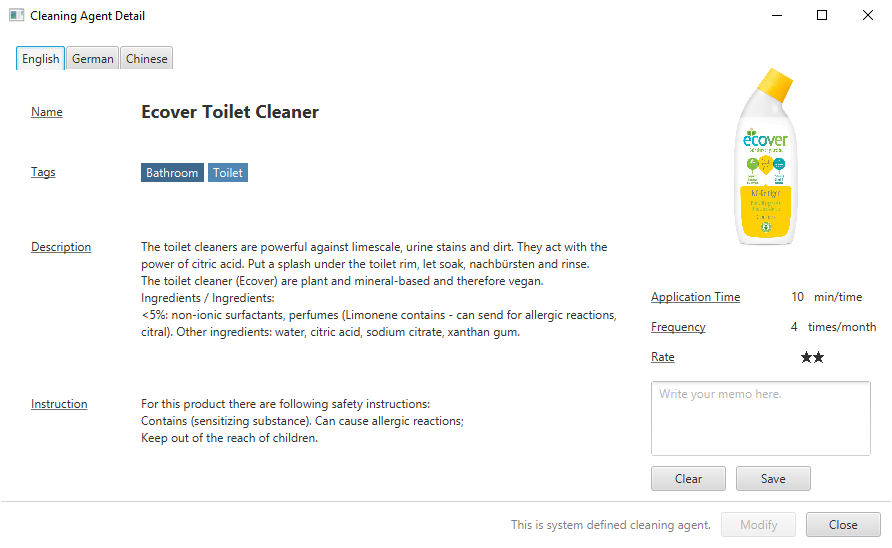 Cleaning Agent Detail
English German Chinese
Name
Ecover Toilet Cleaner
Tags
Bathroom Toilet
Description
The toilet cleaners are powerful against limescale, urine stains and dirt. They act with the
power of citric acid. Put a splash under the toilet rim, let soak, nachbürsten and rinse.
The toilet cleaner (Ecover) are plant and mineral-based and therefore vegan.
Ingredients / Ingredients:
<5%: non-ionic surfactants, perfumes (Limonene contains - can send for allergic reactions,
citral). Other ingredients: water, citric acid, sodium citrate, xanthan gum.
Instruction
For this product there are following safety instructions:
Contains (sensitizing substance). Can cause allergic reactions;
Keep out of the reach of children.
ecover
Application Time 10 min/time
Frequency 4 times/month
Rate ★★
Write your memo here.
Clear Save
This is system defined cleaning agent. Modify Close